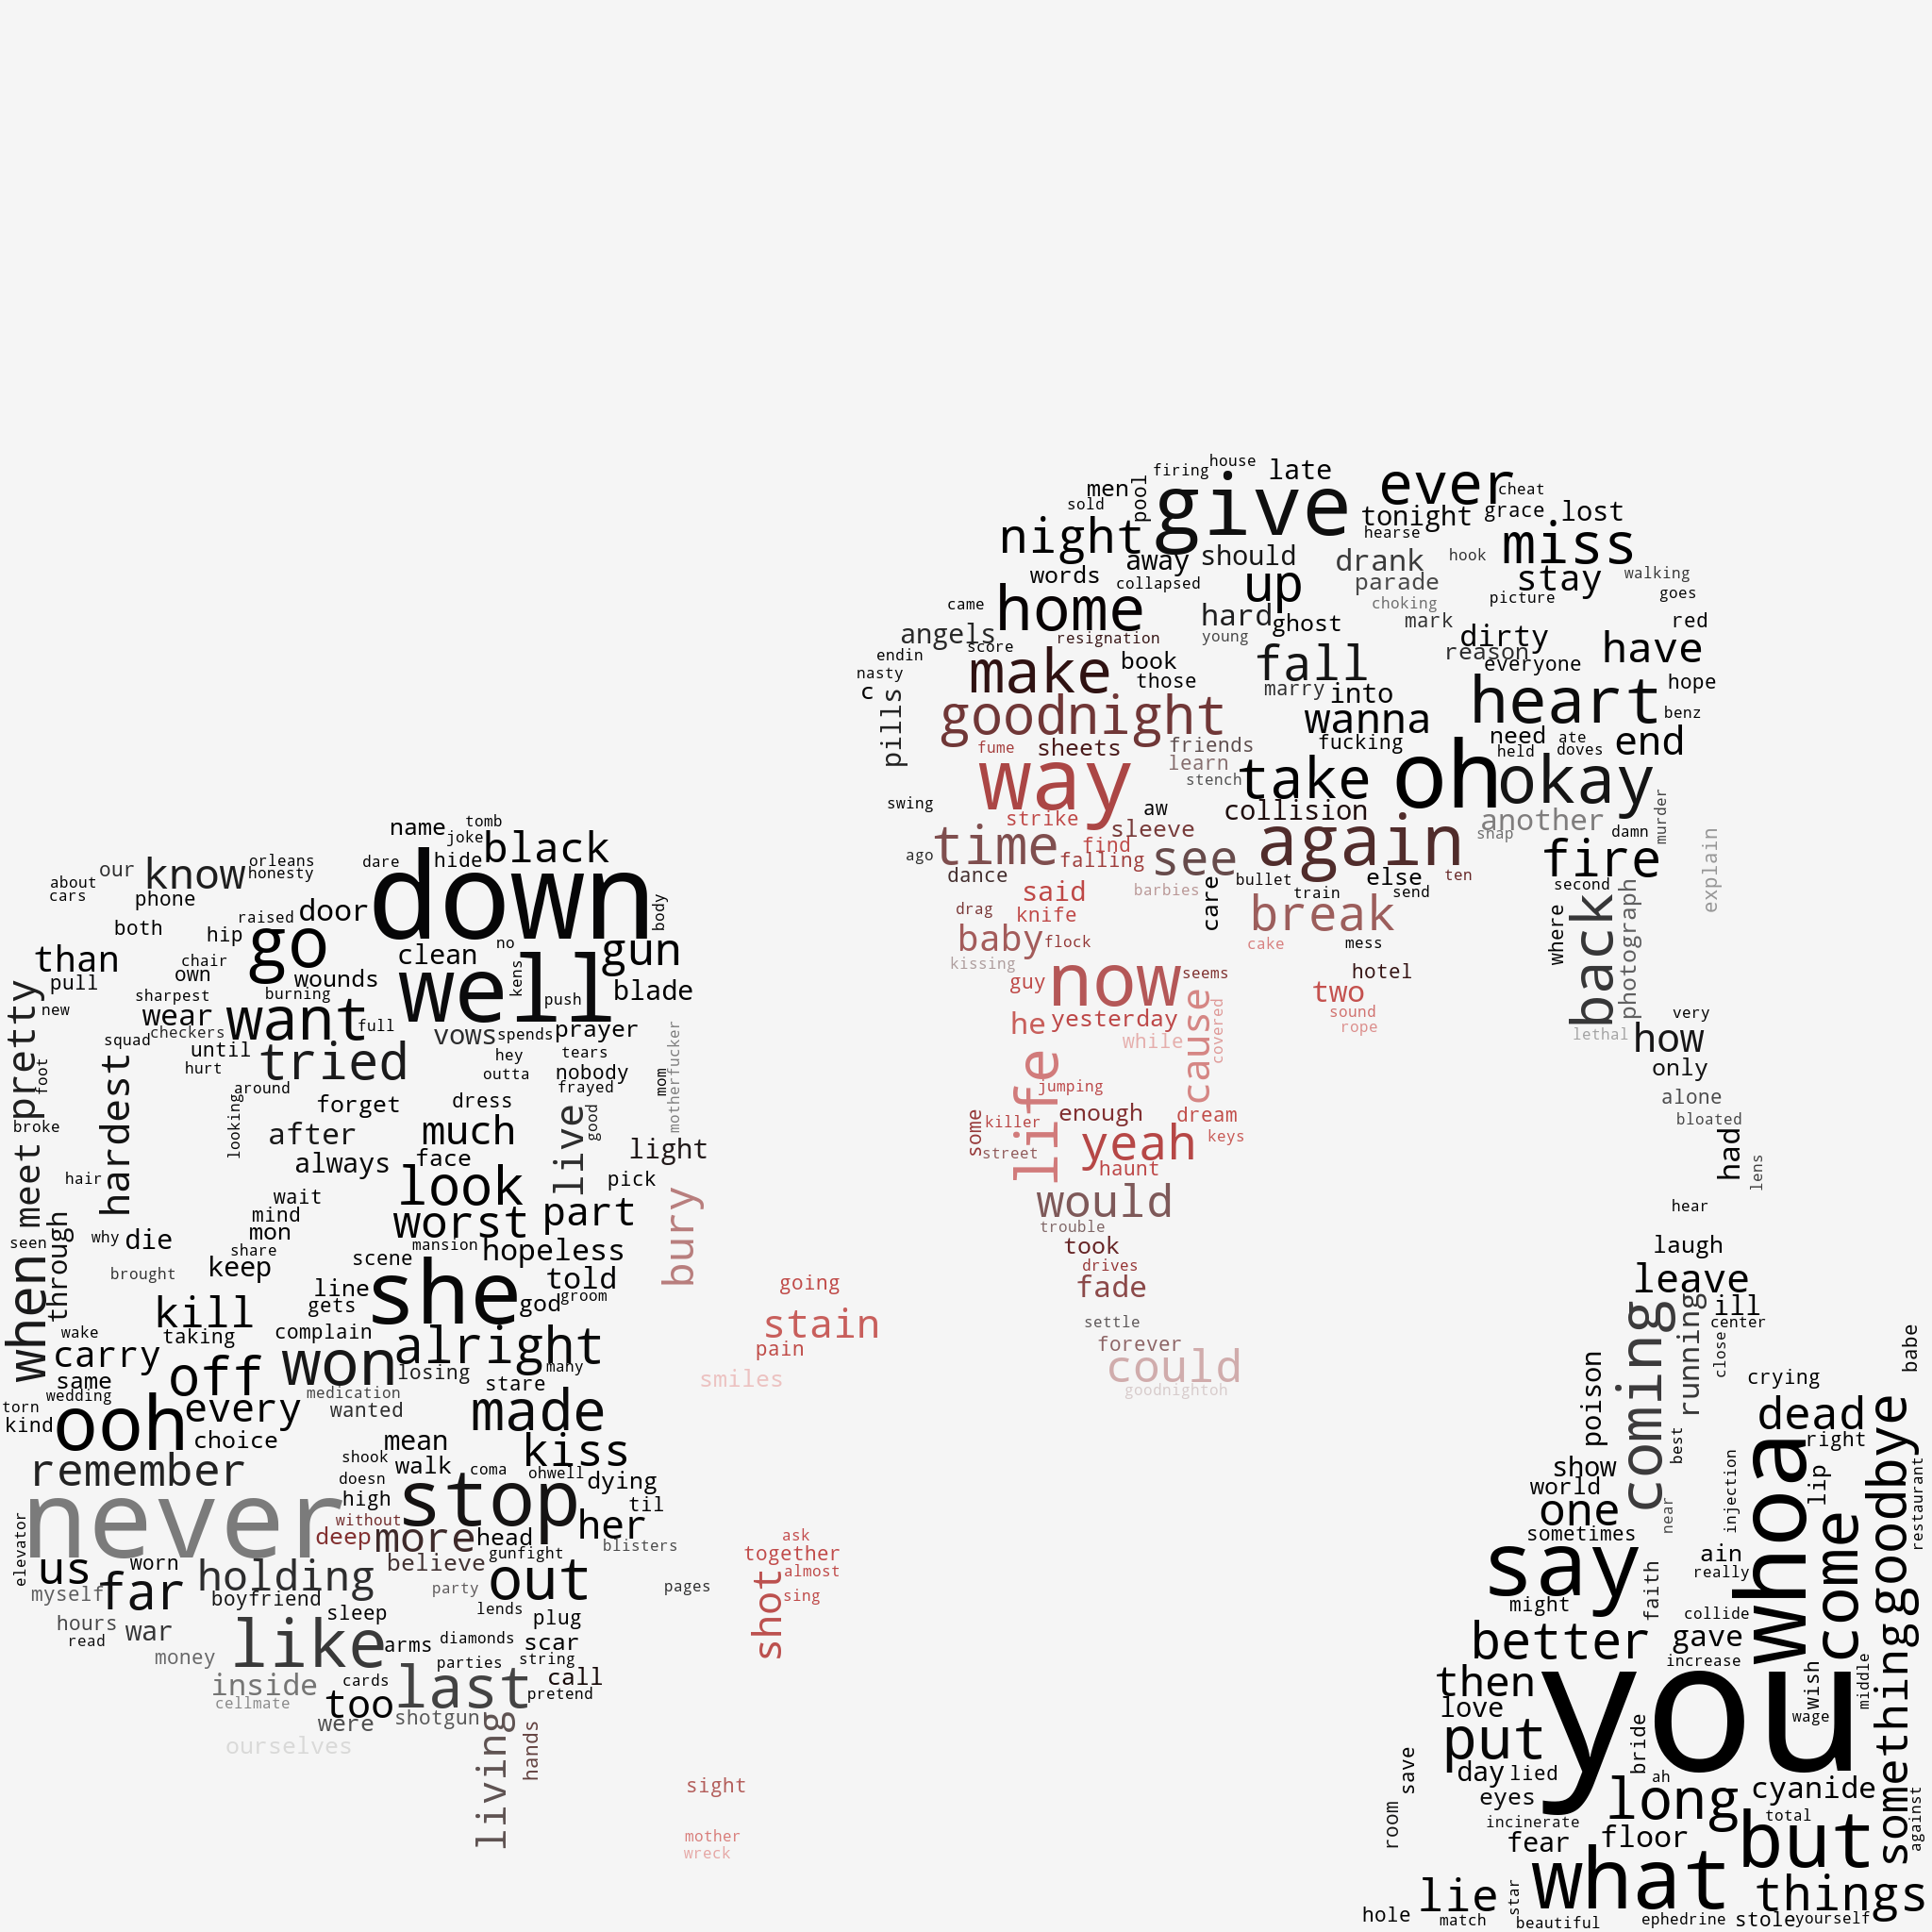 house
firing
late
ever
give
cheat
men
pool
sold
grace
lost
tonight
night
hearse
miss
should
away
drank
hook
words
collapsed
up
parade
stay
walking
goes
picture
came
home
choking
hard
ghost
mark
red
angels
resignation
young
dirty
score
reason
have
endin
make
book
fall
everyone
nasty
those
marry
into
heart
hope
c
pills
goodnight
wanna
benz
fume
sheets
friends
fucking
need
ate
held
doves
end
learn
stench
way
take
oh
okay
swing
aw
collision
strike
sleeve
another
murder
snap
damn
ago
time
find
falling
see
again
fire
explain
dance
said
barbies
care
bullet
train
else
send
ten
second
drag
knife
break
back
photograph
where
baby
flock
cake
mess
kissing
guy
now
seems
hotel
two
he
yesterday
cause
covered
sound
rope
while
lethal
very
how
life
jumping
only
some
killer
enough
dream
alone
street
yeah
keys
bloated
haunt
had
lens
would
trouble
hear
took
drives
fade
laugh
leave
settle
forever
could
goodnightoh
name
tomb
joke
black
our
know
orleans
honesty
dare
hide
down
about
cars
phone
raised
door
body
both
hip
go
clean
no
gun
than
chair
own
wounds
well
kens
pull
sharpest
burning
push
blade
new
wear
want
full
pretty
squad
checkers
vows
spends
prayer
until
tried
hey
tears
hurt
outta
nobody
foot
hardest
around
frayed
mom
motherfucker
forget
dress
live
good
broke
looking
after
much
meet
always
face
light
hair
look
pick
wait
mind
worst
part
bury
when
through
seen
why
die
mon
share
mansion
hopeless
brought
keep
scene
she
told
line
gets
god
groom
going
kill
stain
wake
taking
complain
alright
pain
carry
won
losing
many
smiles
same
off
stare
wedding
medication
torn
ooh
every
wanted
made
kind
choice
mean
kiss
remember
shook
walk
coma
ohwell
dying
doesn
never
high
stop
til
without
deep
more
head
her
elevator
blisters
ask
together
us
worn
believe
gunfight
almost
myself
far
holding
party
out
pages
shot
sing
boyfriend
sleep
lends
plug
hours
war
read
like
arms
diamonds
scar
money
parties
string
inside
cards
last
call
cellmate
too
pretend
were
shotgun
ourselves
living
hands
sight
mother
wreck
coming
running
ill
center
close
babe
poison
crying
dead
best
right
show
whoa
lip
goodbye
world
injection
restaurant
one
near
come
sometimes
say
ain
faith
really
might
collide
better
gave
something
increase
then
you
wish
middle
love
wage
put
bride
save
day
lied
ah
cyanide
eyes
long
total
room
incinerate
but
against
fear
floor
what
lie
star
things
hole
match
beautiful
ephedrine
stole
yourself